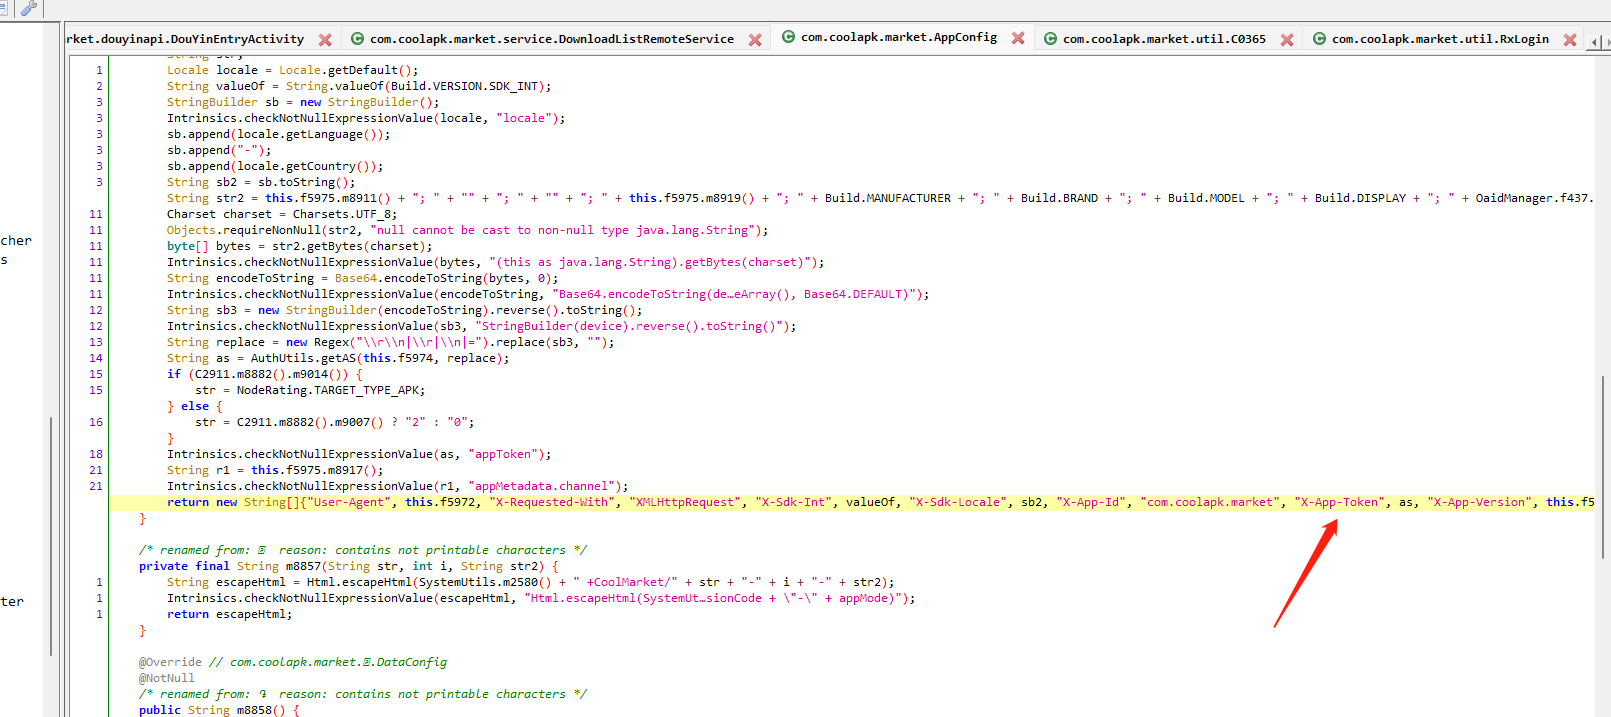 rket.douyinapi.DouYinEntryActivity com.coolapk.market.service.DownloadListRemoteService com.coolapk.market.AppConfig com.coolapk.market.util.C0365 com.coolapk.market.util.RxLogin
1 Locale locale = Locale.getDefault();
2 String valueOf = String.valueOf(Build.VERSION.SDK_INT);
3 StringBuilder sb = new StringBuilder();
3 Intrinsics.checkNotNullExpressionValue(locale, "locale");
3 sb.append(locale.getLanguage());
3 sb.append("-");
3 sb.append(locale.getCountry());
3 String sb2 = sb.toString();
String str2 = this.f5975.m8911() + "; " + "" + "; " + "" + "; " + this.f5975.m8919() + "; " + Build.MANUFACTURER + "; " + Build.BRAND + "; " + Build.MODEL + "; " + Build.DISPLAY + "; " + OaidManager.f437.
11 Charset charset = Charsets.UTF_8;
11 Objects.requireNonNull(str2, "null cannot be cast to non-null type java.lang.String");
cher
11 byte[] bytes = str2.getBytes(charset);
s
11 Intrinsics.checkNotNullExpressionValue(bytes, "(this as java.lang.String).getBytes(charset)");
11 String encodeToString = Base64.encodeToString(bytes, 0);
11 Intrinsics.checkNotNullExpressionValue(encodeToString, "Base64.encodeToString(de…eArray(), Base64.DEFAULT)");
12 String sb3 = new StringBuilder(encodeToString).reverse().toString();
12 Intrinsics.checkNotNullExpressionValue(sb3, "StringBuilder(device).reverse().toString()");
13 String replace = new Regex("\\r\\n|\\r|\\n|=").replace(sb3, "");
14 String as = AuthUtils.getAS(this.f5974, replace);
15 if (C2911.m8882().m9014()) {
15 str = NodeRating.TARGET_TYPE_APK;
} else {
16 str = C2911.m8882().m9007() ? "2" : "0";
}
18 Intrinsics.checkNotNullExpressionValue(as, "appToken");
21 String r1 = this.f5975.m8917();
21 Intrinsics.checkNotNullExpressionValue(r1, "appMetadata.channel");
return new String[]{"User-Agent", this.f5972, "X-Requested-With", "XMLHttpRequest", "X-Sdk-Int", valueOf, "X-Sdk-Locale", sb2, "X-App-Id", "com.coolapk.market", "X-App-Token", as, "X-App-Version", this.f5
}
/* renamed from: reason: contains not printable characters */
private final String m8857(String str, int i, String str2) {
1 String escapeHtml = Html.escapeHtml(SystemUtils.m2580() + " +CoolMarket/" + str + "-" + i + "-" + str2);
1 Intrinsics.checkNotNullExpressionValue(escapeHtml, "Html.escapeHtml(SystemUt…sionCode + \"-\" + appMode)");
ter
1 return escapeHtml;
}
@Override // com.coolapk.market.．DataConfig
@NotNull
/* renamed from: reason: contains not printable characters */
public String m8858() {